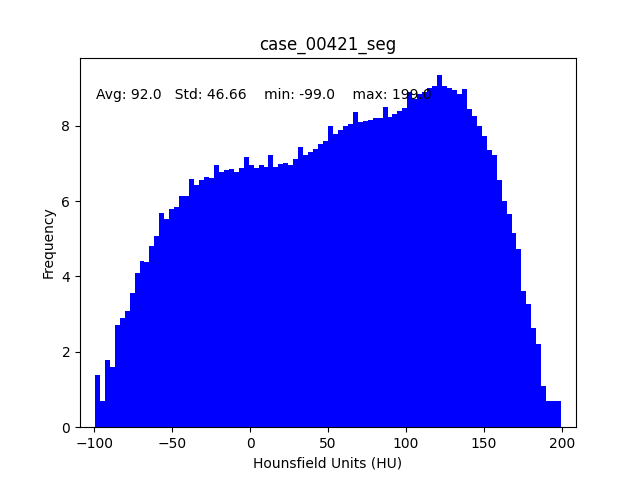 case_00421_seg
Avg: 92.0 Std: 46.66 min: -99.0 max: 199.0
8
6
4
2
0
Frequency
−100 −50 0 50 100 150 200
Hounsfield Units (HU)